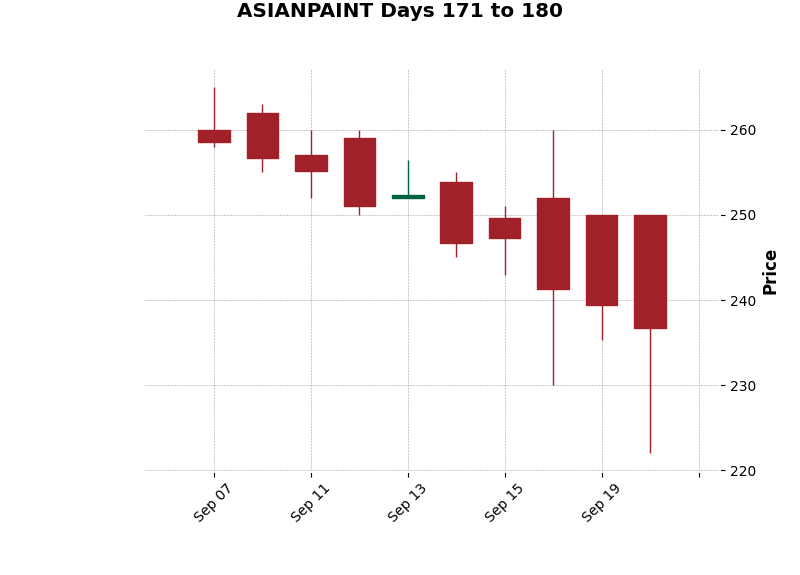 ASIANPAINT Days 171 to 180
260
250
240
230
220
Price
Sep 07
Sep 11
Sep 13
Sep 15
Sep 19